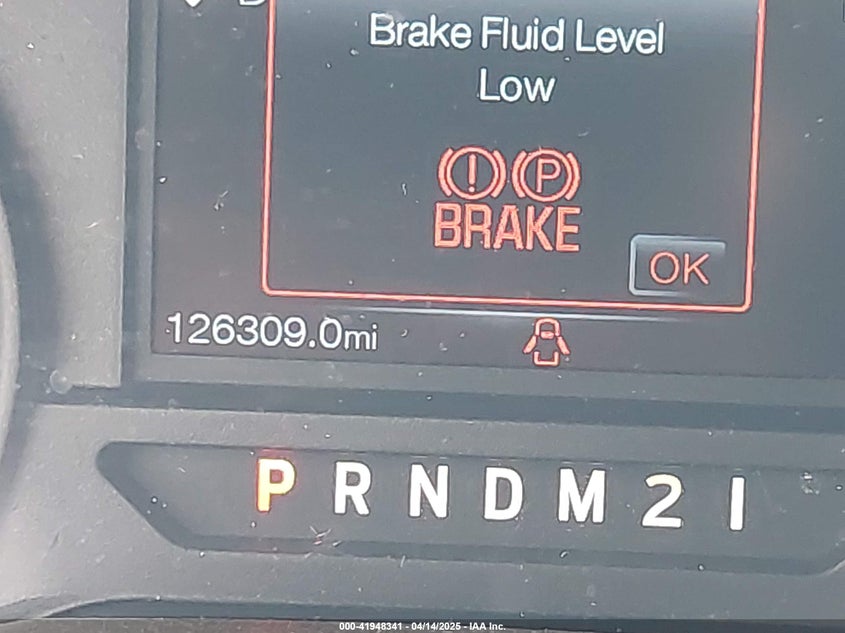 Brake Fluid Level
Low
(!) (P)
BRAKE
OK
126309.0mi
P R N D M 2 1
000-41948341 - 04/14/2025 - IAA Inc.